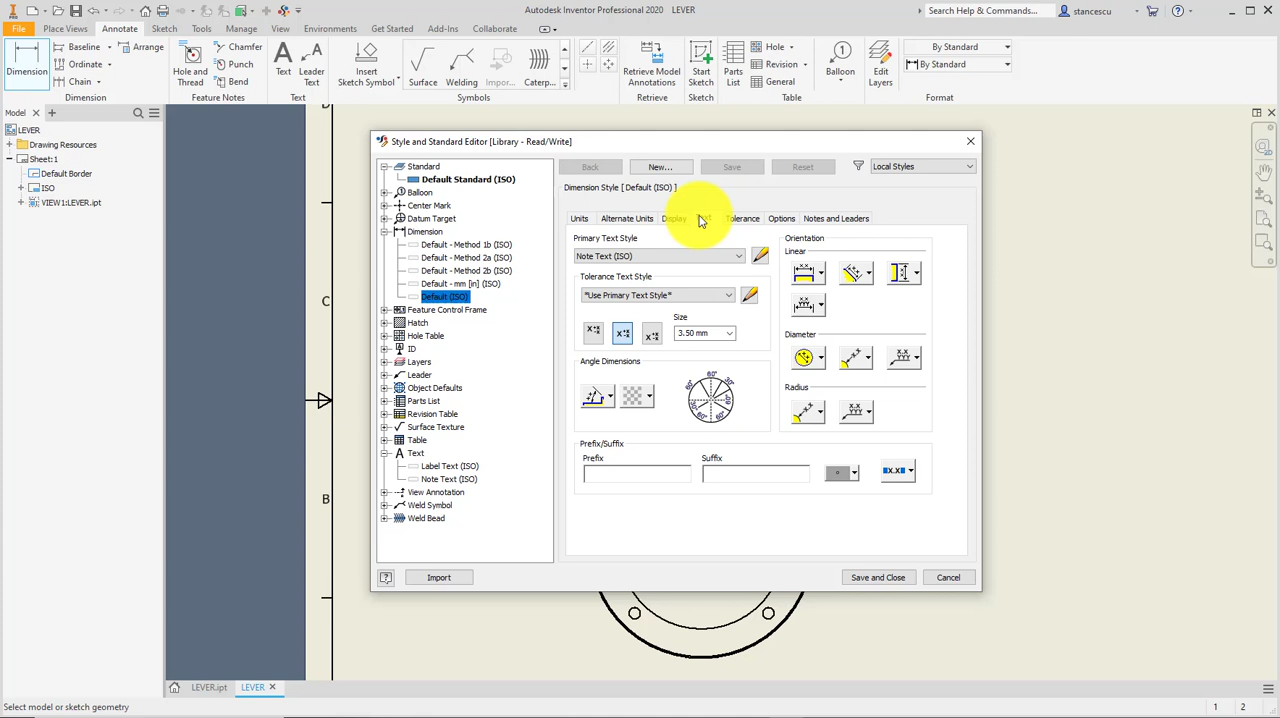 PRO
Autodesk Inventor Professional 2020 LEVER
Search Help & Commands...
stancescu
File Place Views Annotate Sketch Tools Manage View Environments Get Started Add-Ins Collaborate
Dimension
Baseline
Ordinate
Chain
Arrange
Dimension
Hole and Thread
Chamfer
Punch
Bend
Feature Notes
Text
Leader Text
Text
Insert Sketch Symbol
Surface
Welding
Impor...
Caterp...
Symbols
Retrieve Model Annotations
Retrieve
Start Sketch
Sketch
Parts List
Hole
Revision
General
Table
Balloon
Edit Layers
By Standard
By Standard
Format
Model
LEVER
Drawing Resources
Sheet:1
Default Border
ISO
VIEW1:LEVER.ipt
D
C
B
Style and Standard Editor [Library - Read/Write]
Standard
Default Standard (ISO)
Balloon
Center Mark
Datum Target
Dimension
Default - Method 1b (ISO)
Default - Method 2a (ISO)
Default - Method 2b (ISO)
Default - mm [in] (ISO)
Default (ISO)
Feature Control Frame
Hatch
Hole Table
ID
Layers
Leader
Object Defaults
Parts List
Revision Table
Surface Texture
Table
Text
Label Text (ISO)
Note Text (ISO)
View Annotation
Weld Symbol
Weld Bead
Back New... Save Reset Local Styles
Dimension Style [ Default (ISO) ]
Units Alternate Units Display Text Tolerance Options Notes and Leaders
Primary Text Style
Note Text (ISO)
Tolerance Text Style
*Use Primary Text Style*
Size
3.50 mm
Angle Dimensions
Orientation
Linear
Diameter
Radius
Prefix/Suffix
Prefix
Suffix
Import
Save and Close
Cancel
LEVER.ipt
LEVER
Select model or sketch geometry
1 2